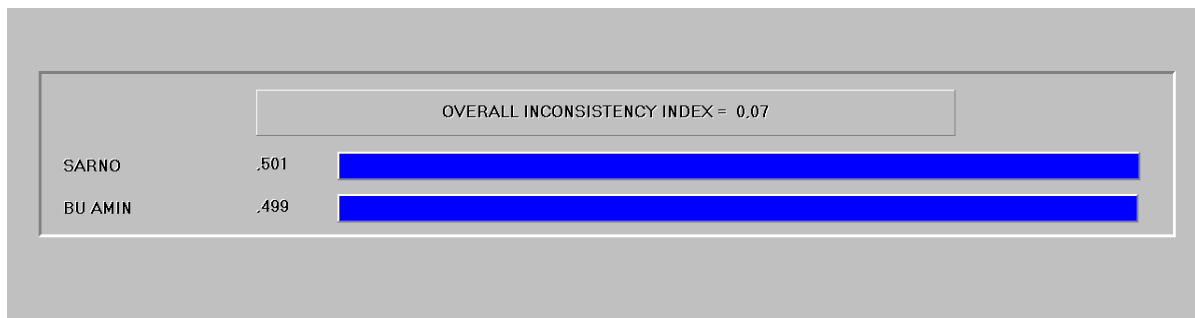 OVERALL INCONSISTENCY INDEX = 0,07
SARNO ,501
BU AMIN ,499